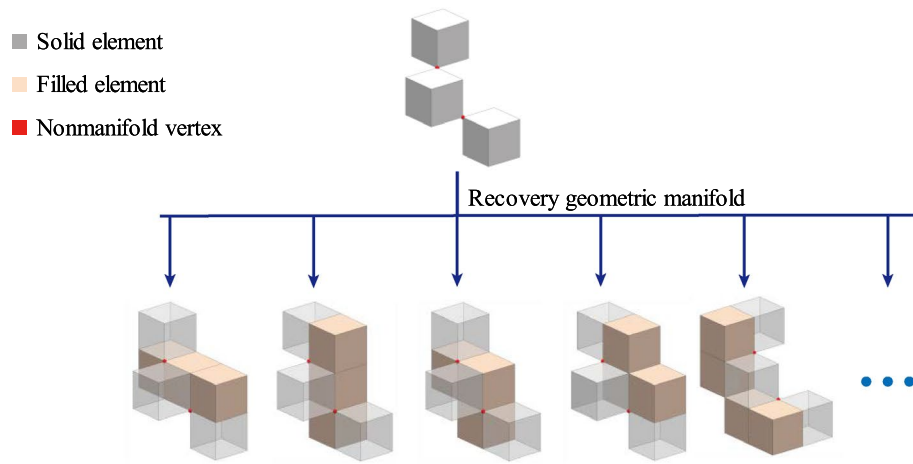 Solid element
Filled element
Nonmanifold vertex
Recovery geometric manifold